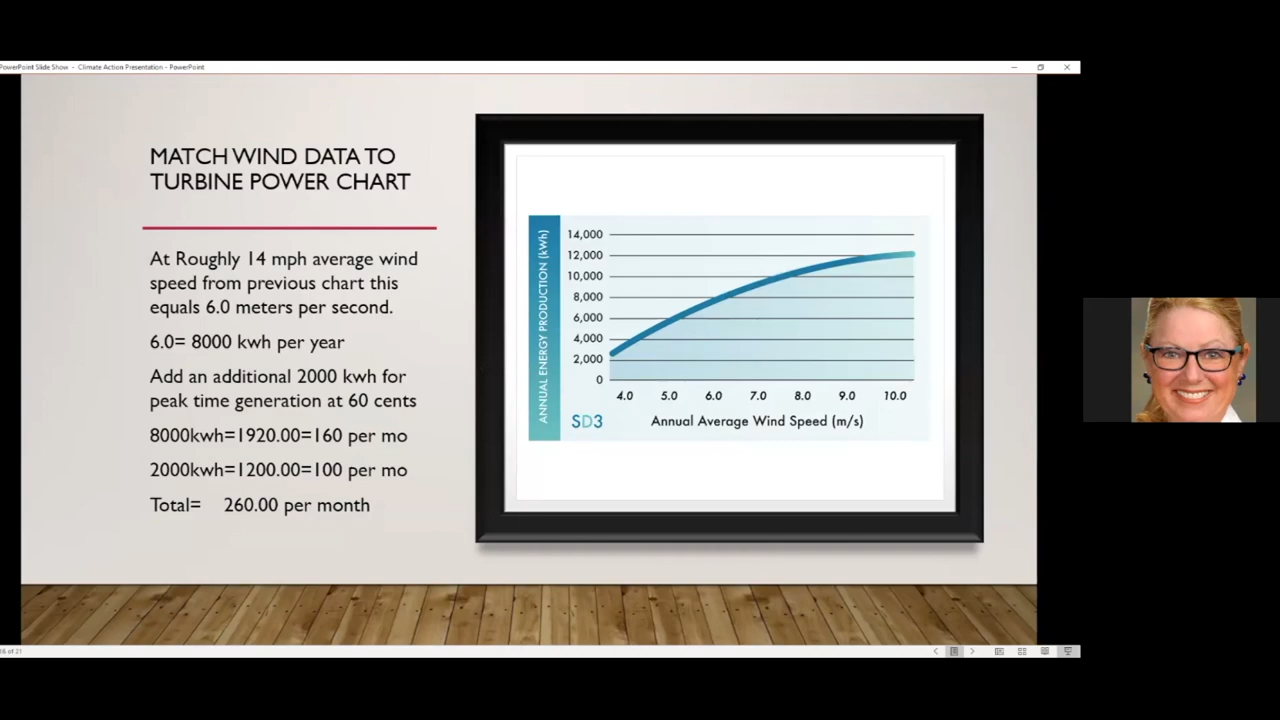 PowerPoint Slide Show - Climate Action Presentation - PowerPoint
MATCH WIND DATA TO
TURBINE POWER CHART
At Roughly 14 mph average wind
speed from previous chart this
equals 6.0 meters per second.
6.0= 8000 kwh per year
Add an additional 2000 kwh for
peak time generation at 60 cents
8000kwh=1920.00=160 per mo
2000kwh=1200.00=100 per mo
Total= 260.00 per month
ANNUAL ENERGY PRODUCTION (kWh)
14,000
12,000
10,000
8,000
6,000
4,000
2,000
0
4.0 5.0 6.0 7.0 8.0 9.0 10.0
SD3 Annual Average Wind Speed (m/s)
of 21